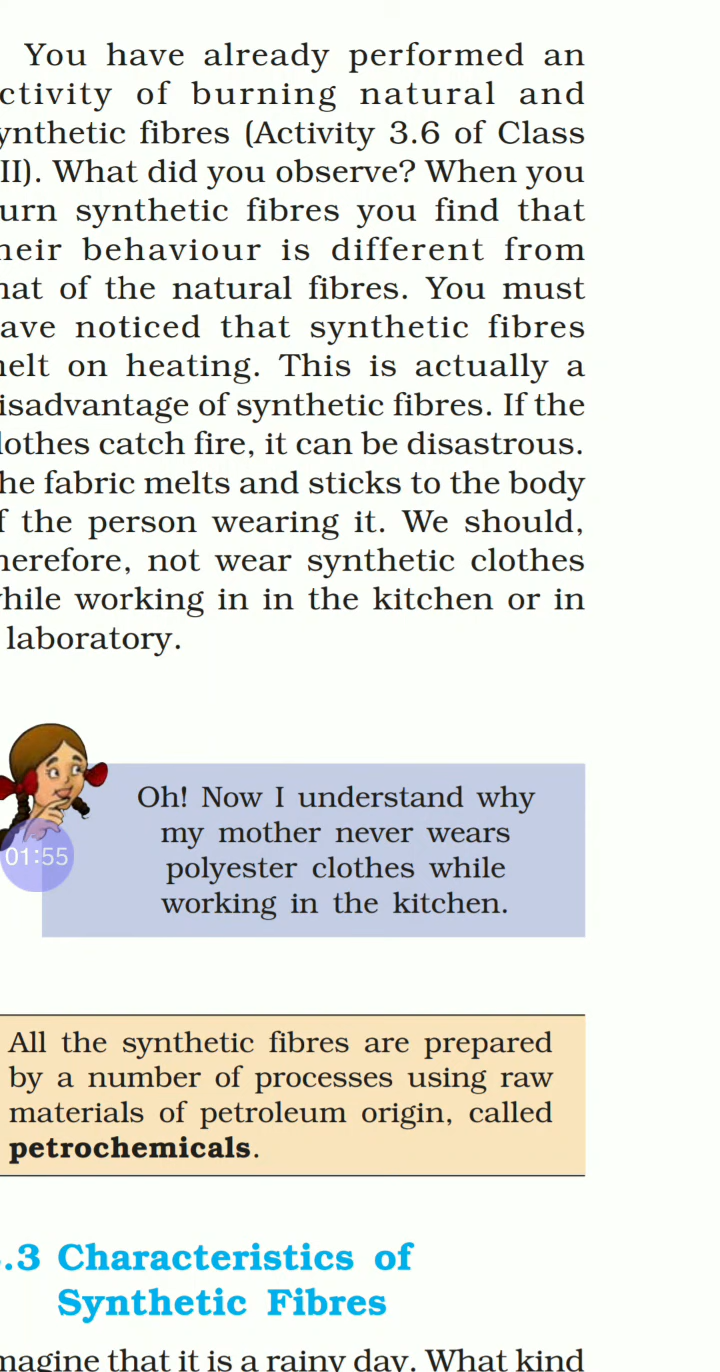 You have already performed an
ctivity of burning natural and
ynthetic fibres (Activity 3.6 of Class
II). What did you observe? When you
urn synthetic fibres you find that
heir behaviour is different from
hat of the natural fibres. You must
ave noticed that synthetic fibres
nelt on heating. This is actually a
isadvantage of synthetic fibres. If the
lothes catch fire, it can be disastrous.
he fabric melts and sticks to the body
f the person wearing it. We should,
herefore, not wear synthetic clothes
while working in in the kitchen or in
laboratory.
Oh! Now I understand why
my mother never wears
polyester clothes while
working in the kitchen.
01:55
All the synthetic fibres are prepared
by a number of processes using raw
materials of petroleum origin, called
petrochemicals.
.3 Characteristics of
Synthetic Fibres
magine that it is a rainy day. What kind